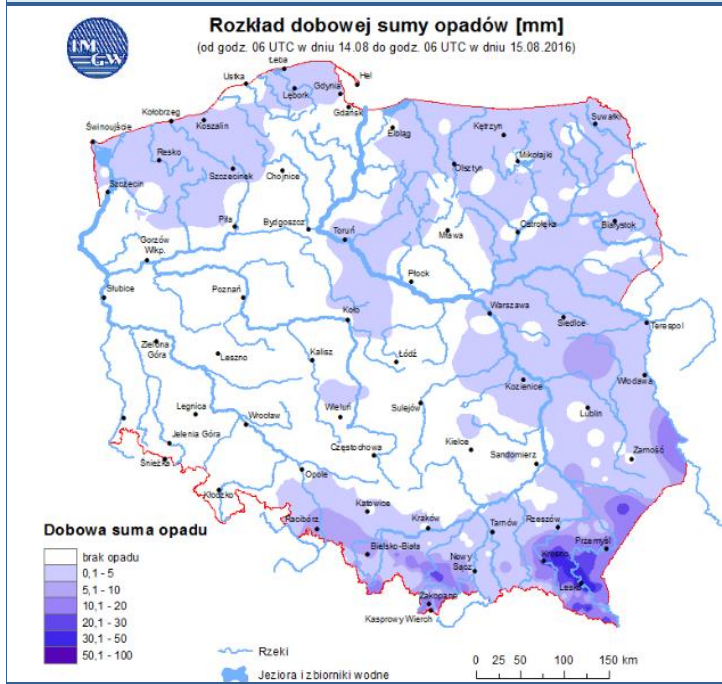 Rozkład dobowej sumy opadów [mm]
(od godz. 06 UTC w dniu 14.08 do godz. 06 UTC w dniu 15.08.2016)
IM
GW
Łeba
Ustka
Hel
Lębork
Gdynia
Gdańsk
Kołobrzeg
Koszalin
Elbląg
Kętrzyn
Suwałki
Świnoujście
Resko
Szczecinek
Chojnice
Olsztyn
Mikołajki
Szczecin
Piła
Bydgoszcz
Toruń
Mława
Ostrołęka
Białystok
Gorzów
Wlkp.
Płock
Słubice
Poznań
Koło
Warszawa
Siedlce
Terespol
Zielona
Góra
Leszno
Kalisz
Łódź
Kozienice
Włodawa
Legnica
Wrocław
Wieluń
Sulejów
Lublin
Jelenia Góra
Śnieżka
Częstochowa
Kielce
Sandomierz
Zamość
Kłodzko
Opole
Racibórz
Katowice
Kraków
Tarnów
Rzeszów
Przemyśl
Bielsko-Biała
Nowy
Sącz
Krosno
Lesko
Zakopane
Kasprowy Wierch
Dobowa suma opadu
brak opadu
0,1 - 5
5,1 - 10
10,1 - 20
20,1 - 30
30,1 - 50
50,1 - 100
Rzeki
Jeziora i zbiorniki wodne
0 25 50 100 150 km